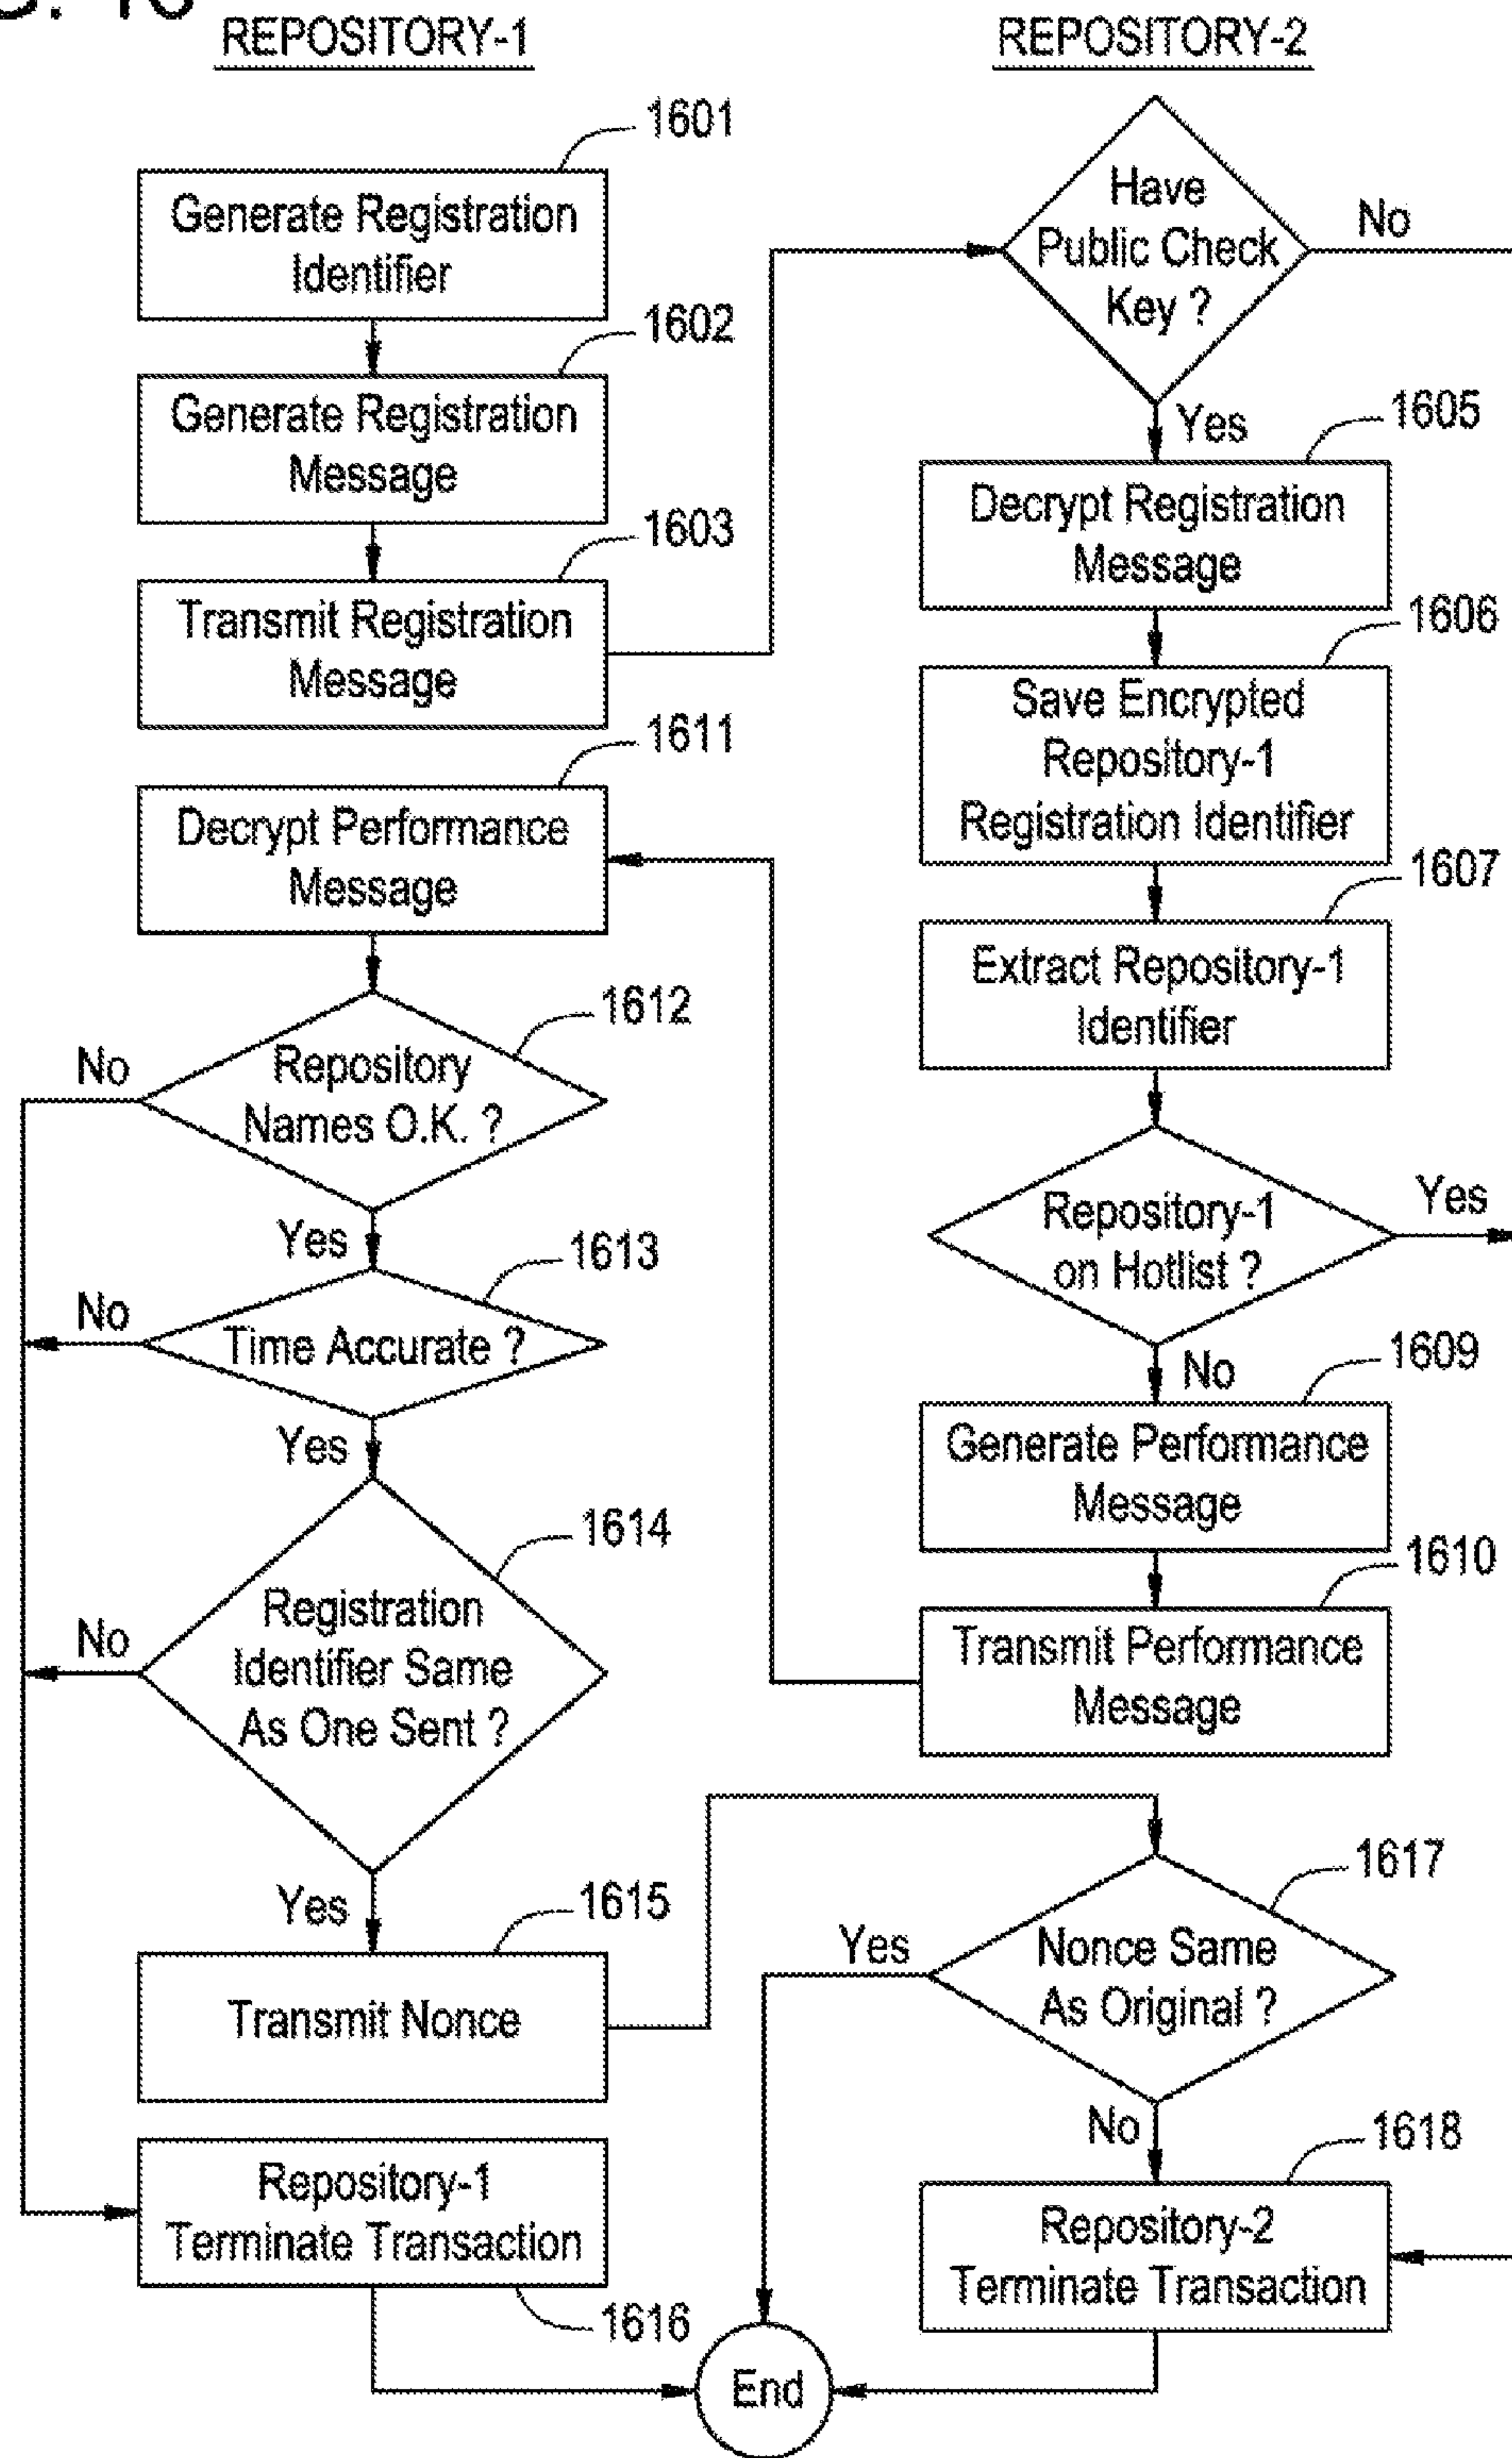 REPOSITORY-1
1601
Generate Registration
Identifier
1602
Generate Registration
Message
1603
Transmit Registration
Message
1611
Decrypt Performance
Message
1612
Repository
Names O.K. ?
No
Yes
1613
Time Accurate ?
No
Yes
1614
Registration
Identifier Same
As One Sent ?
No
Yes
1615
Transmit Nonce
Repository-1
Terminate Transaction
1616
REPOSITORY-2
Have
Public Check
Key ?
No
Yes
1605
Decrypt Registration
Message
1606
Save Encrypted
Repository-1
Registration Identifier
1607
Extract Repository-1
Identifier
Repository-1
on Hotlist ?
Yes
No
1609
Generate Performance
Message
1610
Transmit Performance
Message
1617
Nonce Same
As Original ?
Yes
No
1618
Repository-2
Terminate Transaction
End